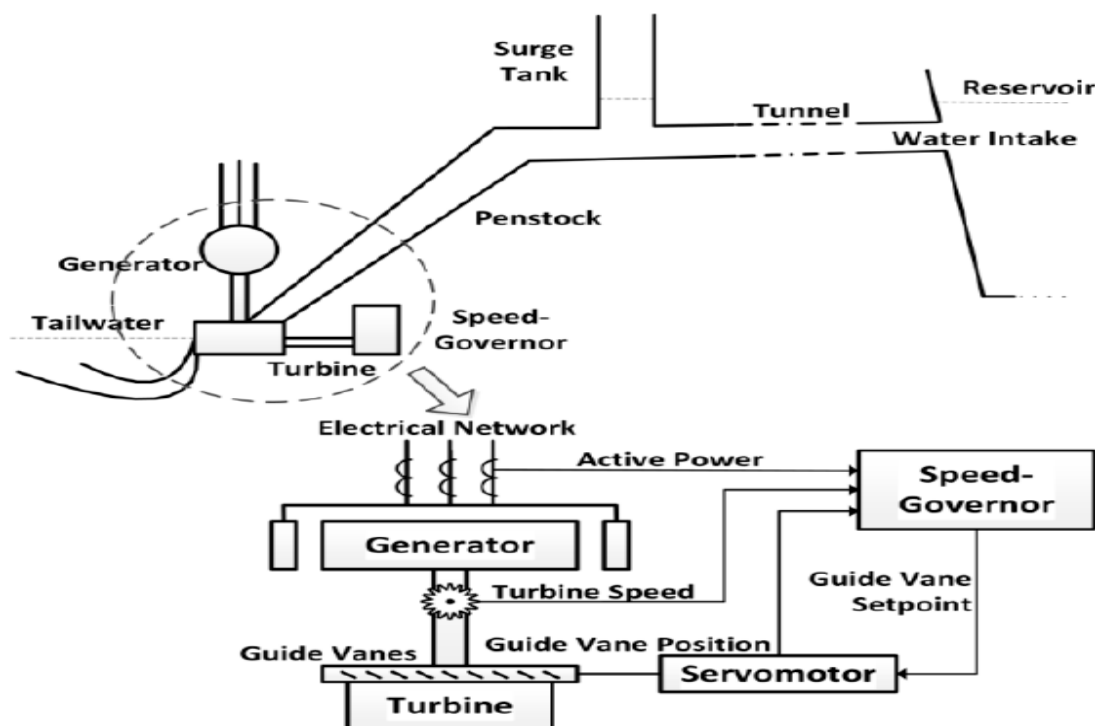 Surge
Tank
Reservoir
Tunnel
Water Intake
Penstock
Generator
Tailwater
Speed-
Governor
Turbine
Electrical Network
Active Power
Speed-
Governor
Generator
Turbine Speed
Guide Vane
Setpoint
Guide Vanes
Guide Vane Position
Servomotor
Turbine